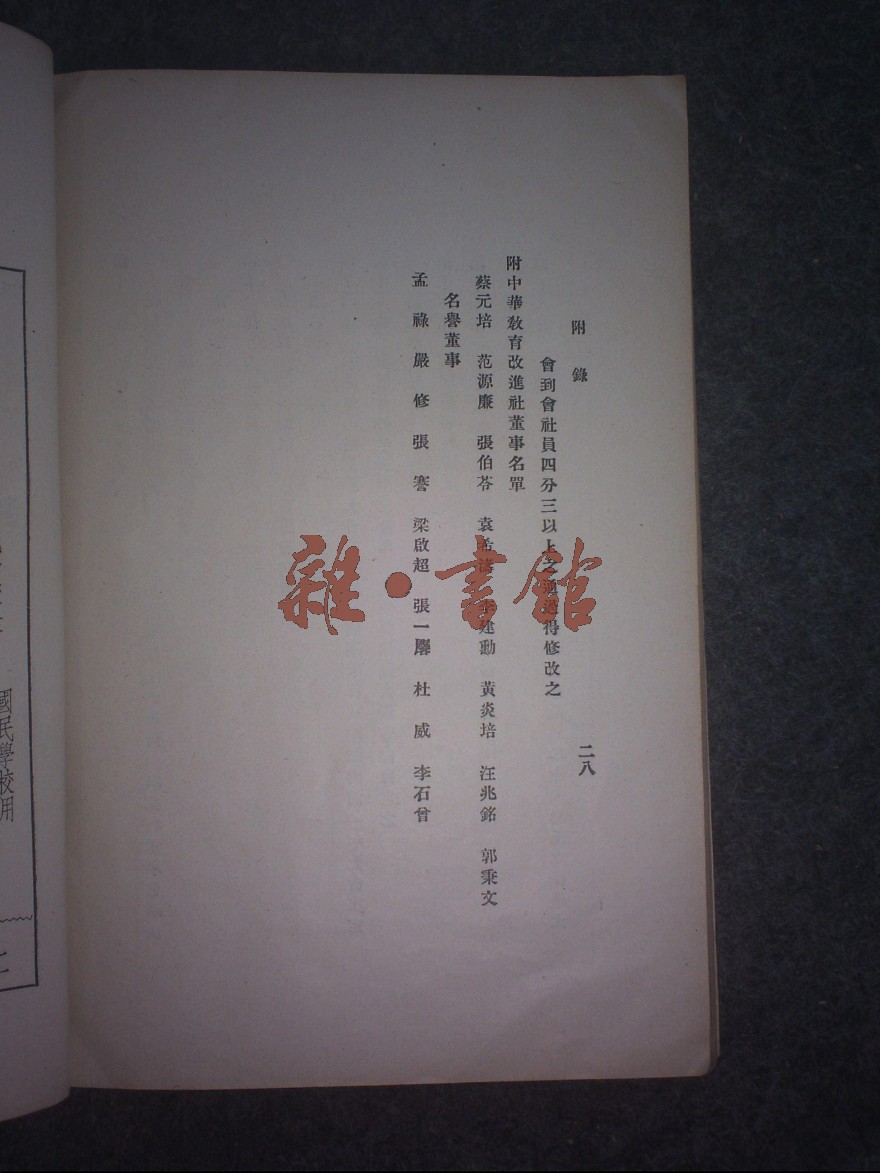 附錄
二八
會到會社員四分三以上之通過得修改之
附中華教育改進社董事名單
蔡元培 范源廉 張伯苓 袁希濤 李建勳 黃炎培 汪兆銘 郭秉文
名譽董事
孟祿 嚴修 張謇 梁啟超 張一麐 杜威 李石曾
國民學校用
雜·書館